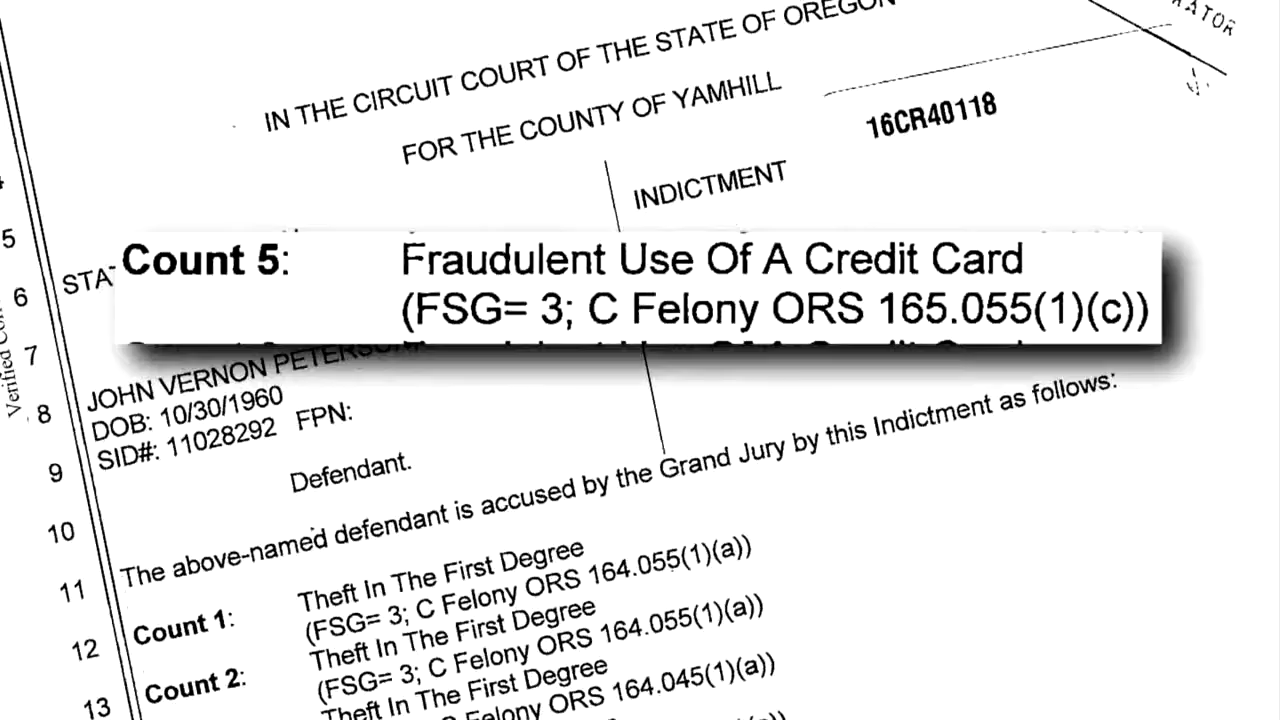 RATOR
IN THE CIRCUIT COURT OF THE STATE OF OREGON
FOR THE COUNTY OF YAMHILL
16CR40118
INDICTMENT
5
STA
Count 5: Fraudulent Use Of A Credit Card
(FSG= 3; C Felony ORS 165.055(1)(c))
6
7
Verified
JOHN VERNON PETERSON
8
DOB: 10/30/1960
SID#: 11028292 FPN:
9
Defendant.
10
The above-named defendant is accused by the Grand Jury by this Indictment as follows:
11
Count 1: Theft In The First Degree
(FSG= 3; C Felony ORS 164.055(1)(a))
12
Count 2: Theft In The First Degree
(FSG= 3; C Felony ORS 164.055(1)(a))
13
Theft In The First Degree
C Felony ORS 164.045(1)(a))